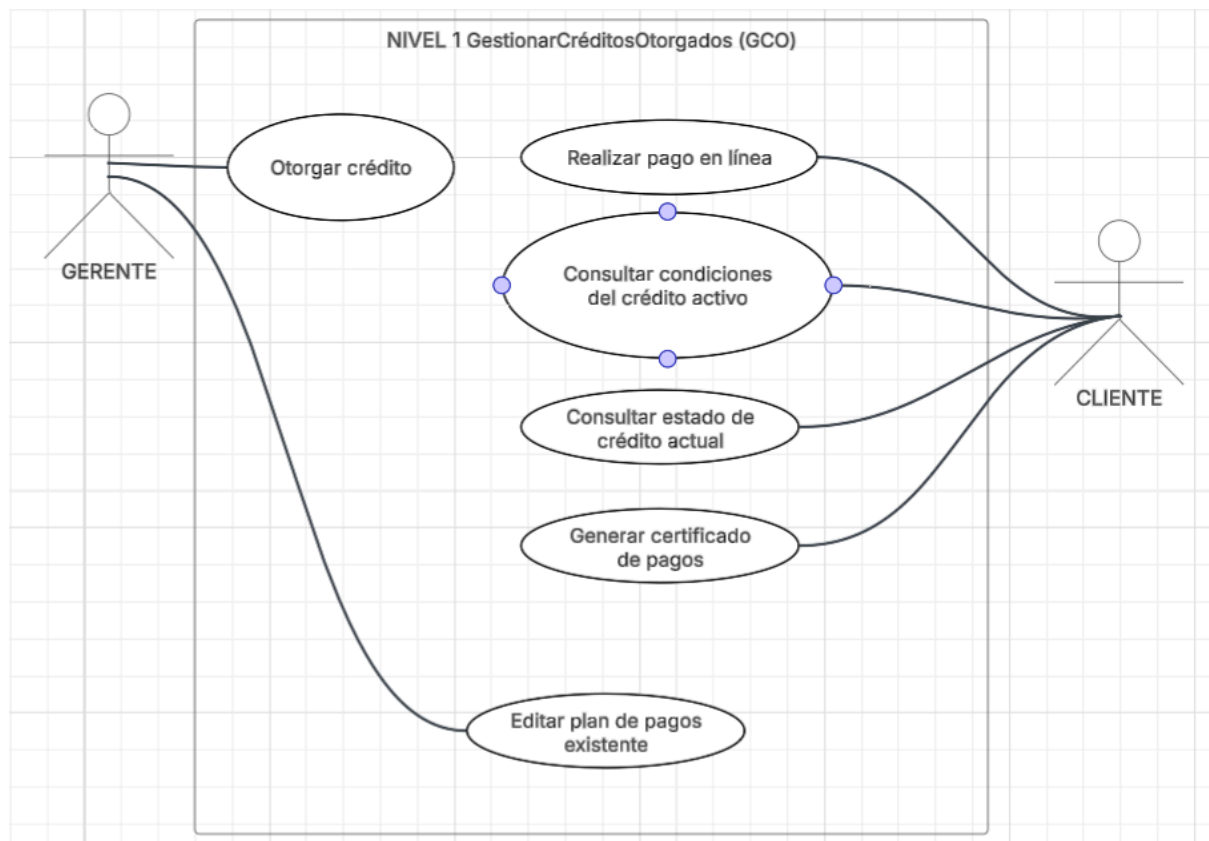 NIVEL 1 GestionarCréditosOtorgados (GCO)
Otorgar crédito
Realizar pago en línea
GERENTE
Consultar condiciones
del crédito activo
CLIENTE
Consultar estado de
crédito actual
Generar certificado
de pagos
Editar plan de pagos
existente